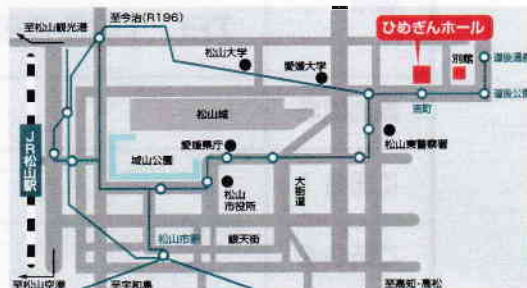 至松山観光港
至今治(R196)
ひめぎんホール
松山大学
愛媛大学
別館
道後温泉
南町
道後公園
松山城
JR松山駅
城山公園
愛媛県庁
松山東警察署
松山
市役所
大街道
松山市駅
銀天街
至松山空港
至宇和島
至高知・高松